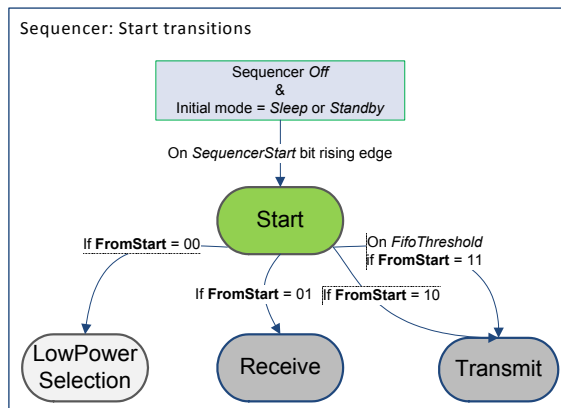 Sequencer: Start transitions
Sequencer Off
&
Initial mode = Sleep or Standby
On SequencerStart bit rising edge
Start
If FromStart = 00
On FifoThreshold
if FromStart = 11
If FromStart = 01
If FromStart = 10
LowPower
Selection
Receive
Transmit